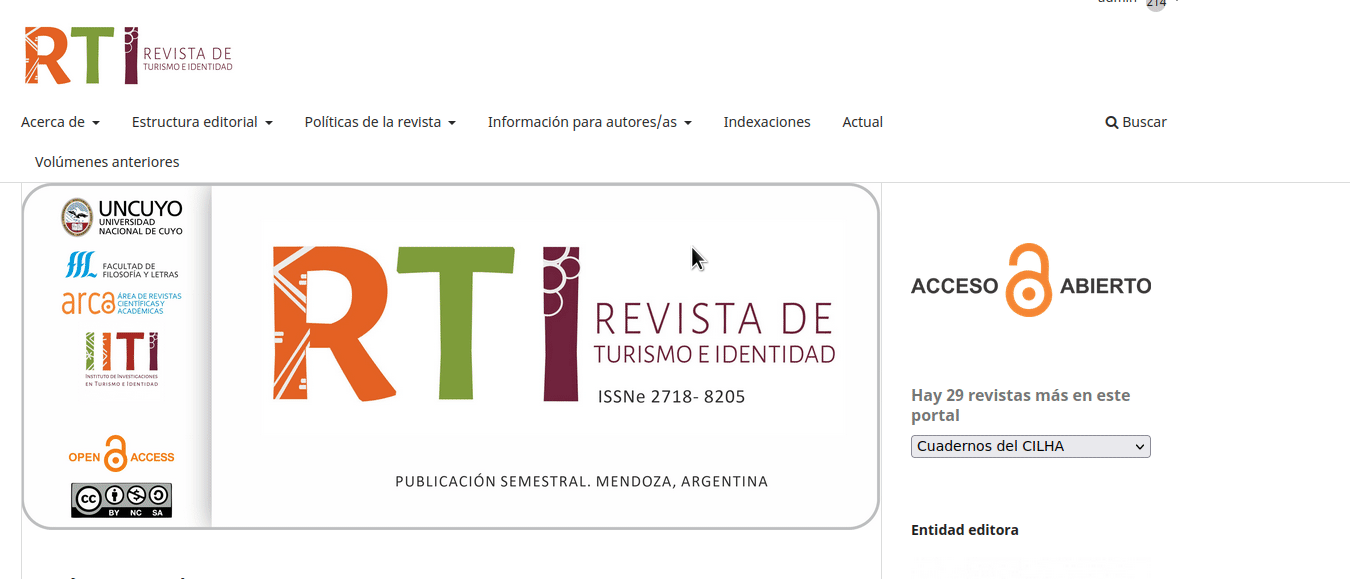 admin 214
RTI REVISTA DE
TURISMO E IDENTIDAD
Acerca de
Estructura editorial
Políticas de la revista
Información para autores/as
Indexaciones
Actual
Buscar
Volúmenes anteriores
UNCUYO
UNIVERSIDAD
NACIONAL DE CUYO
FACULTAD DE
FILOSOFÍA Y LETRAS
arca ÁREA DE REVISTAS
CIENTÍFICAS Y
ACADÉMICAS
IITI
INSTITUTO DE INVESTIGACIONES
EN TURISMO E IDENTIDAD
OPEN ACCESS
cc
BY NC SA
RTI
REVISTA DE
TURISMO E IDENTIDAD
ISSNe 2718- 8205
PUBLICACIÓN SEMESTRAL. MENDOZA, ARGENTINA
ACCESO ABIERTO
Hay 29 revistas más en este
portal
Cuadernos del CILHA
Entidad editora